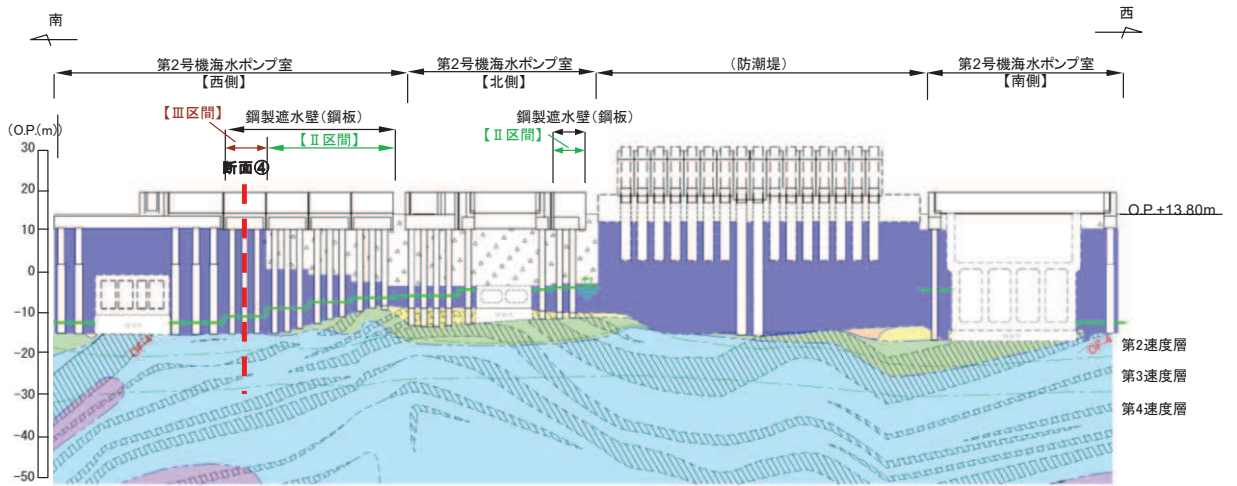 南
西
第2号機海水ポンプ室
【西側】
第2号機海水ポンプ室
【北側】
(防潮堤)
第2号機海水ポンプ室
【南側】
【Ⅲ区間】
鋼製遮水壁(鋼板)
【Ⅱ区間】
鋼製遮水壁(鋼板)
【Ⅱ区間】
断面④
(O.P.(m))
30
20
10
0
-10
-20
-30
-40
-50
O.P.+13.80m
OF-4
OF-4
第2速度層
第3速度層
第4速度層